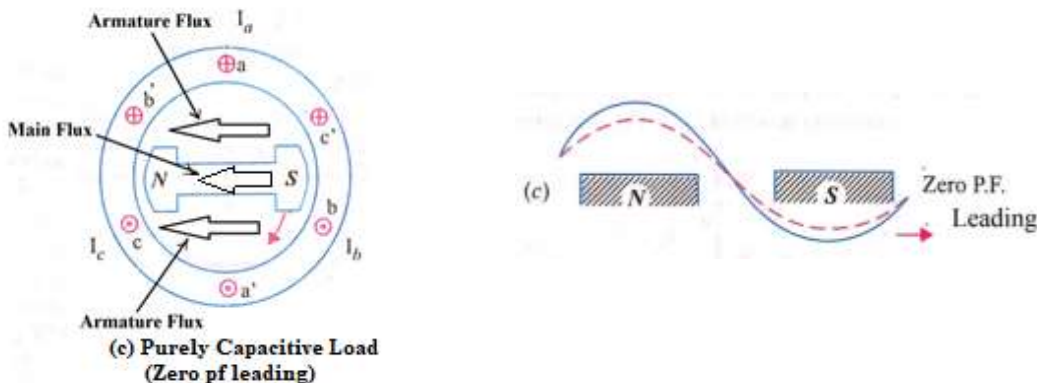 Armature Flux
I_a
a
b'
c'
Main Flux
N
S
b
c
I_c
I_b
a'
Armature Flux
(c) Purely Capacitive Load
(Zero pf leading)
(c)
N
S
Zero P.F.
Leading